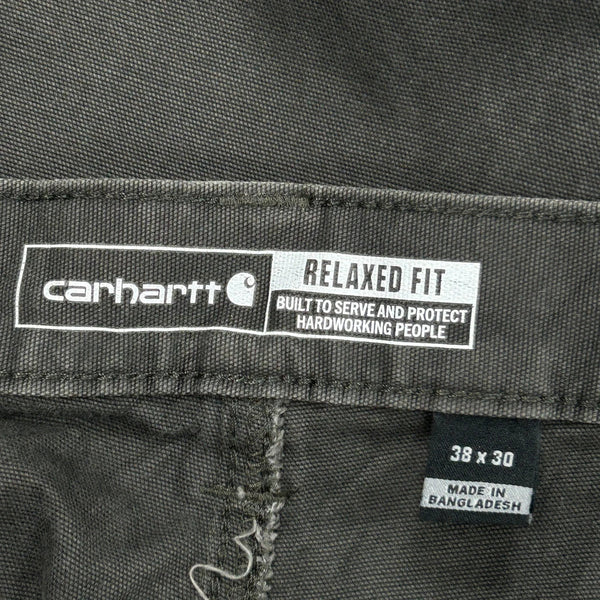 carhartt
RELAXED FIT
BUILT TO SERVE AND PROTECT
HARDWORKING PEOPLE
38 x 30
MADE IN
BANGLADESH